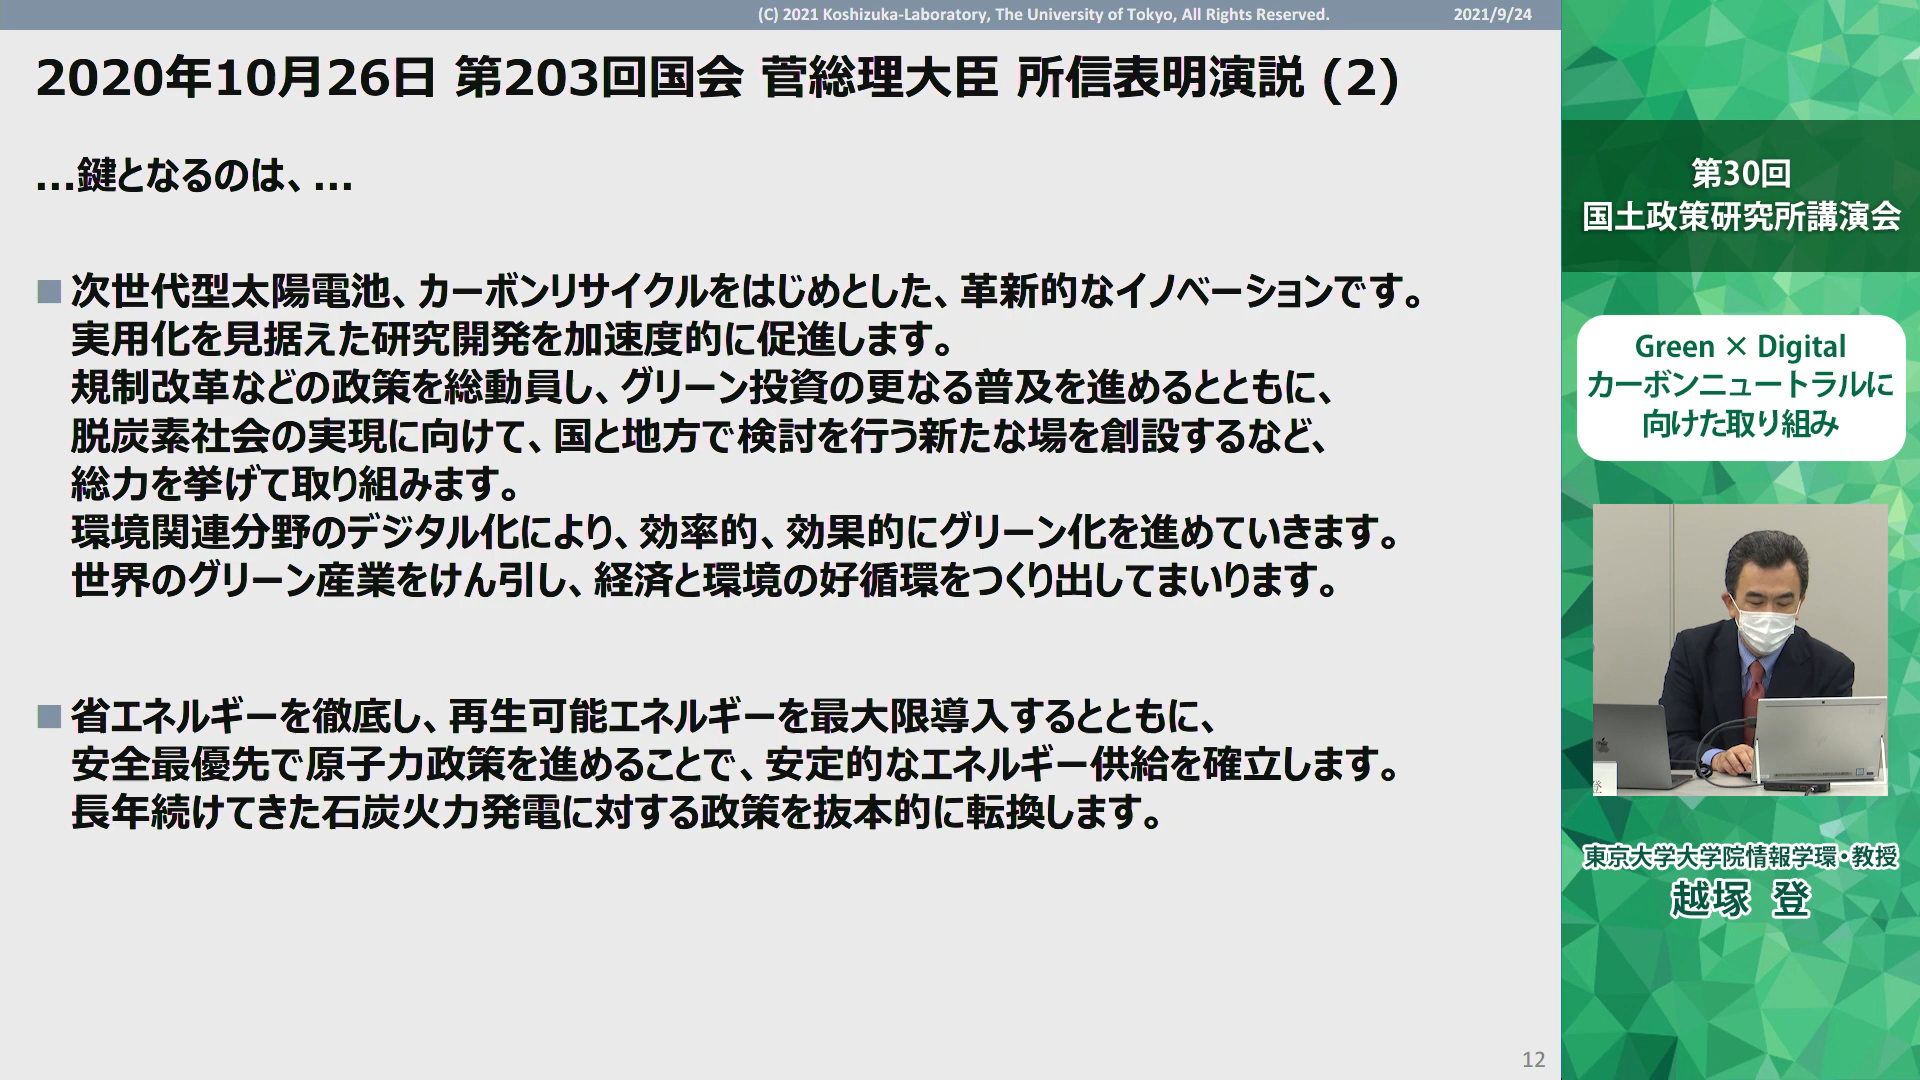 (C) 2021 Koshizuka-Laboratory, The University of Tokyo, All Rights Reserved.
2021/9/24
2020年10月26日 第203回国会 菅総理大臣 所信表明演説 (2)
…鍵となるのは、…
■次世代型太陽電池、カーボンリサイクルをはじめとした、革新的なイノベーションです。
実用化を見据えた研究開発を加速度的に促進します。
規制改革などの政策を総動員し、グリーン投資の更なる普及を進めるとともに、
脱炭素社会の実現に向けて、国と地方で検討を行う新たな場を創設するなど、
総力を挙げて取り組みます。
環境関連分野のデジタル化により、効率的、効果的にグリーン化を進めていきます。
世界のグリーン産業をけん引し、経済と環境の好循環をつくり出してまいります。
■省エネルギーを徹底し、再生可能エネルギーを最大限導入するとともに、
安全最優先で原子力政策を進めることで、安定的なエネルギー供給を確立します。
長年続けてきた石炭火力発電に対する政策を抜本的に転換します。
12
第30回
国土政策研究所講演会
Green × Digital
カーボンニュートラルに
向けた取り組み
登
東京大学大学院情報学環・教授
越塚 登